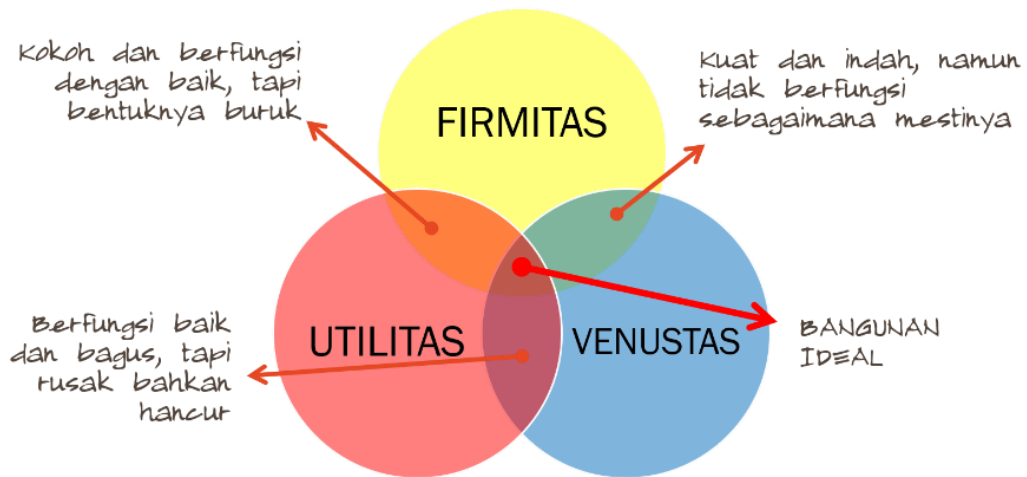 Kokoh dan berfungsi
dengan baik, tapi
bentuknya buruk
Kuat dan indah, namun
tidak berfungsi
sebagaimana mestinya
FIRMITAS
UTILITAS
VENUSTAS
Berfungsi baik
dan bagus, tapi
rusak bahkan
hancur
BANGUNAN
IDEAL